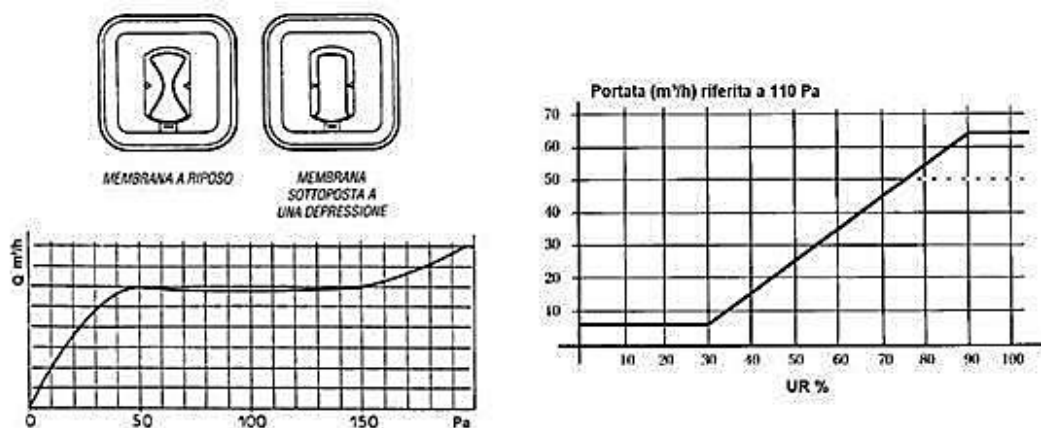 MEMBRANA A RIPOSO
MEMBRANA
SOTTOPOSTA A
UNA DEPRESSIONE
Q m³/h
0 50 100 150 Pa
Portata (m³/h) riferita a 110 Pa
70
60
50
40
30
20
10
10 20 30 40 50 60 70 80 90 100
UR %